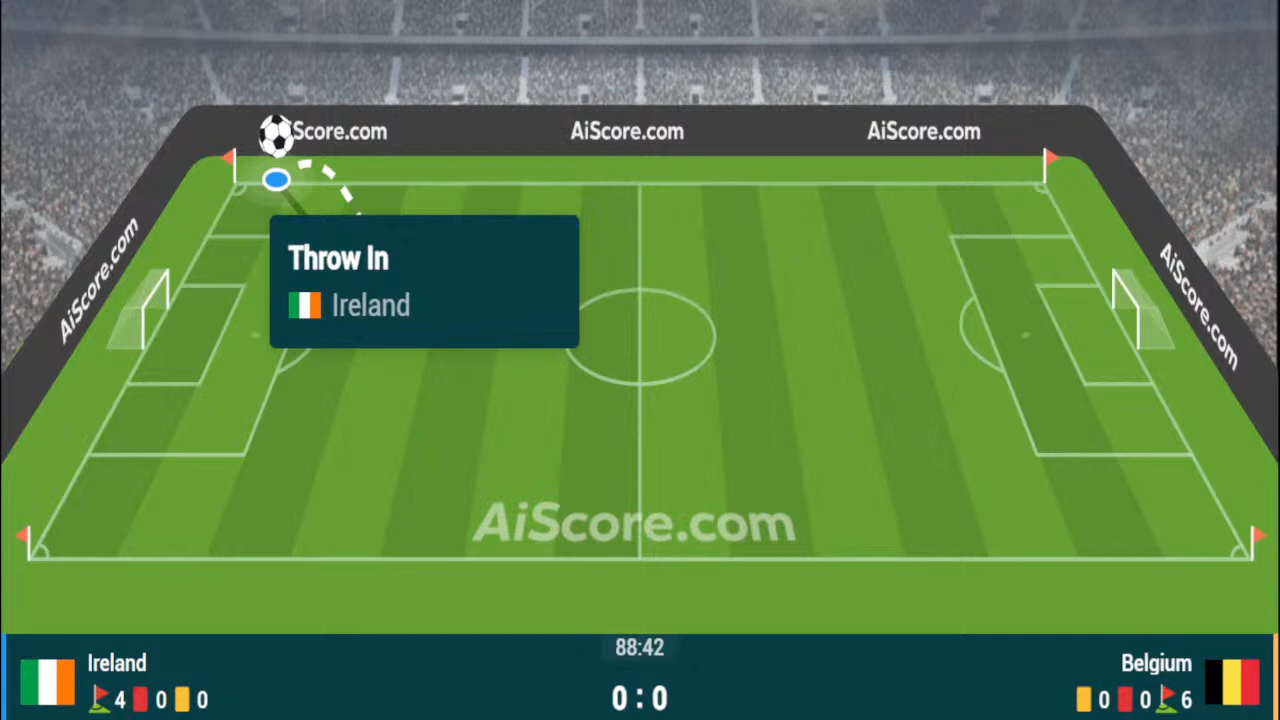 Score.com
AiScore.com
AiScore.com
AiScore.com
AiScore.com
Throw In
Ireland
AiScore.com
88:42
Ireland
Belgium
4 0 0
0 : 0
0 0 6